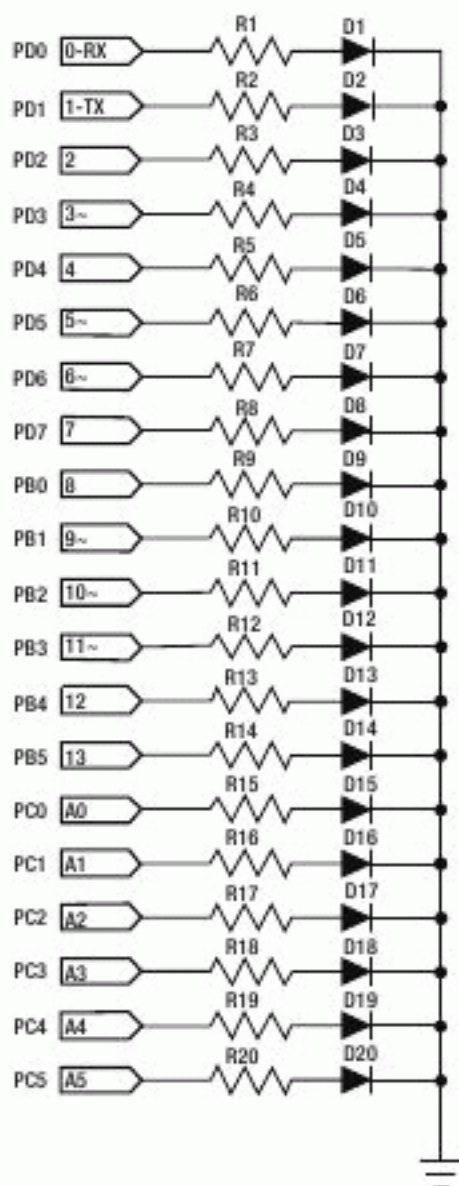 R1 D1
PD0 0-RX
R2 D2
PD1 1-TX
R3 D3
PD2 2
R4 D4
PD3 3~
R5 D5
PD4 4
R6 D6
PD5 5~
R7 D7
PD6 6~
R8 D8
PD7 7
R9 D9
PB0 8
R10 D10
PB1 9~
R11 D11
PB2 10~
R12 D12
PB3 11~
R13 D13
PB4 12
R14 D14
PB5 13
R15 D15
PC0 A0
R16 D16
PC1 A1
R17 D17
PC2 A2
R18 D18
PC3 A3
R19 D19
PC4 A4
R20 D20
PC5 A5